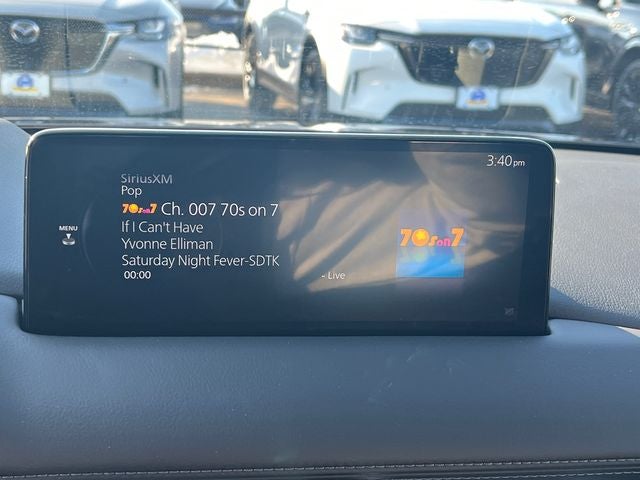 3:40pm
SiriusXM
Pop
70s on 7 Ch. 007 70s on 7
If I Can't Have
Yvonne Elliman
Saturday Night Fever-SDTK
00:00 - Live
MENU
70s on 7